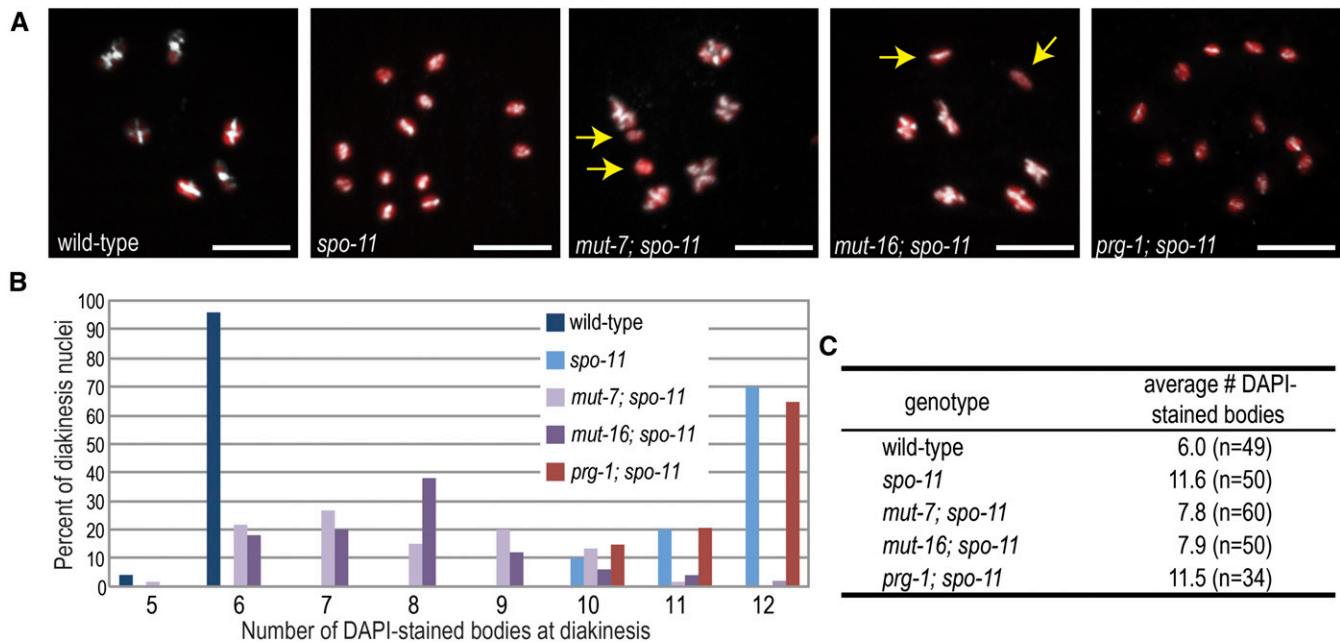 A
wild-type
spo-11
mut-7; spo-11
mut-16; spo-11
prg-1; spo-11
B
Percent of diakinesis nuclei
100
90
80
70
60
50
40
30
20
10
0
wild-type
spo-11
mut-7; spo-11
mut-16; spo-11
prg-1; spo-11
5 6 7 8 9 10 11 12
Number of DAPI-stained bodies at diakinesis
C
genotype
average # DAPI-
stained bodies
wild-type 6.0 (n=49)
spo-11 11.6 (n=50)
mut-7; spo-11 7.8 (n=60)
mut-16; spo-11 7.9 (n=50)
prg-1; spo-11 11.5 (n=34)